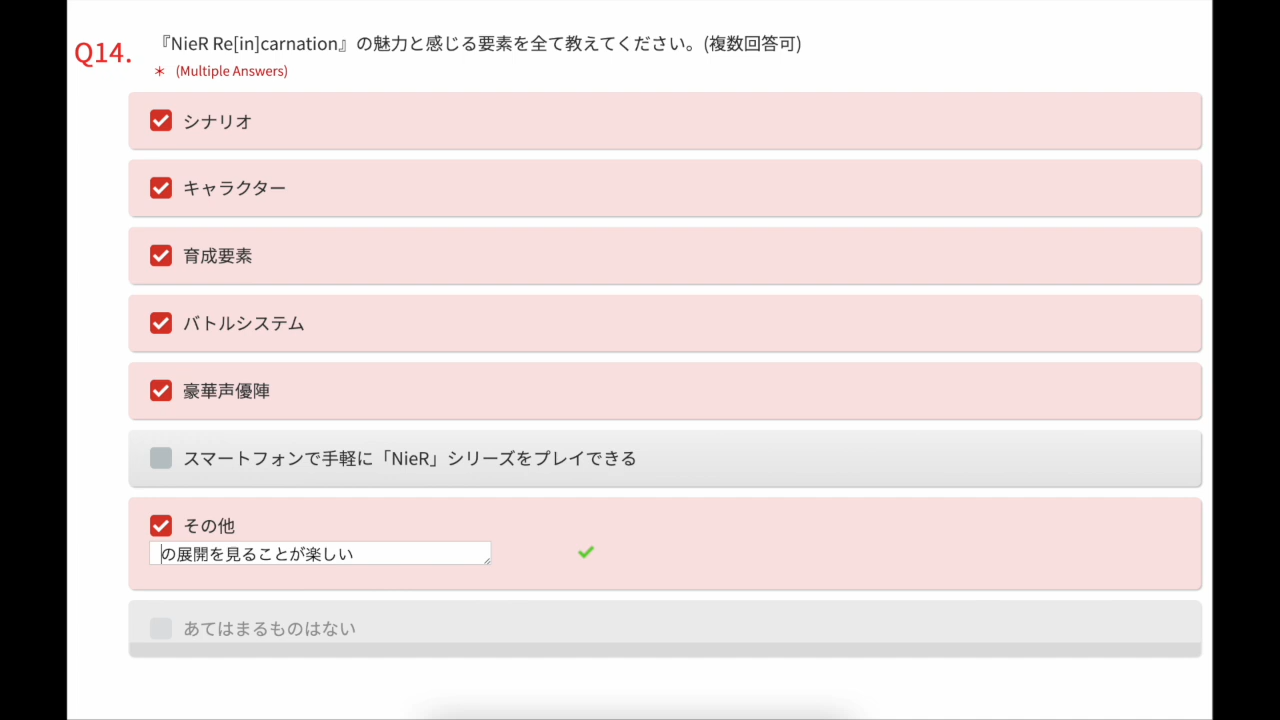 Q14.
『NieR Re[in]carnation』の魅力と感じる要素を全て教えてください。(複数回答可)
＊ (Multiple Answers)
シナリオ
キャラクター
育成要素
バトルシステム
豪華声優陣
スマートフォンで手軽に「NieR」シリーズをプレイできる
その他
の展開を見ることが楽しい
あてはまるものはない